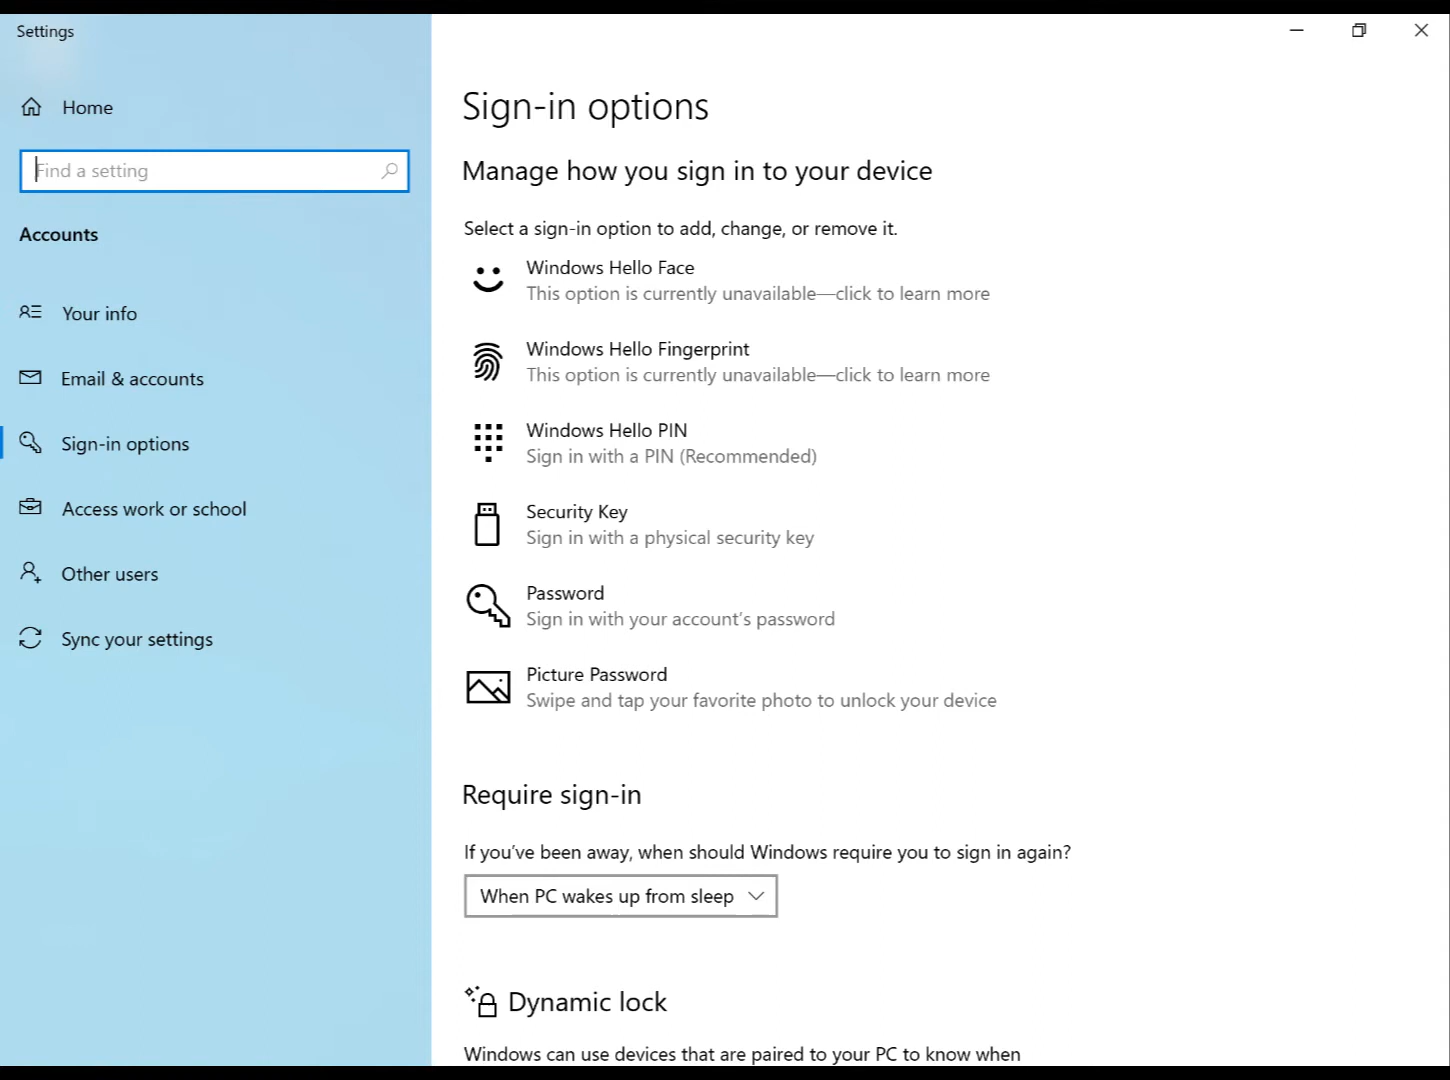 Settings
Home
Find a setting
Accounts
Your info
Email & accounts
Sign-in options
Access work or school
Other users
Sync your settings
Sign-in options
Manage how you sign in to your device
Select a sign-in option to add, change, or remove it.
Windows Hello Face
This option is currently unavailable—click to learn more
Windows Hello Fingerprint
This option is currently unavailable—click to learn more
Windows Hello PIN
Sign in with a PIN (Recommended)
Security Key
Sign in with a physical security key
Password
Sign in with your account’s password
Picture Password
Swipe and tap your favorite photo to unlock your device
Require sign-in
If you’ve been away, when should Windows require you to sign in again?
When PC wakes up from sleep
Dynamic lock
Windows can use devices that are paired to your PC to know when